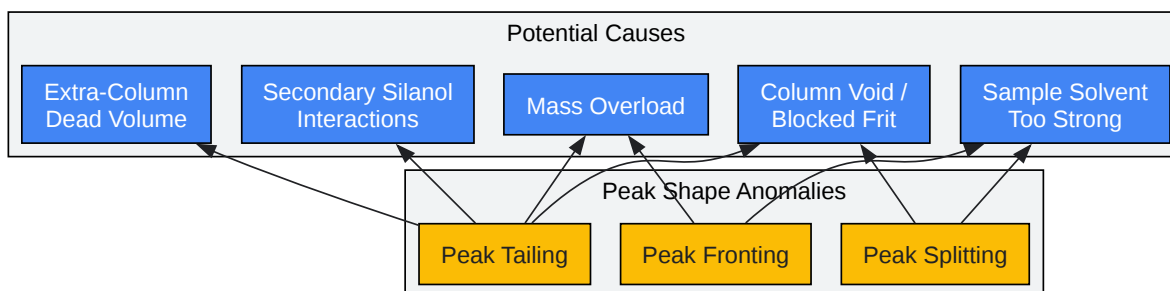 Potential Causes
Extra-Column
Dead Volume
Secondary Silanol
Interactions
Mass Overload
Column Void /
Blocked Frit
Sample Solvent
Too Strong
Peak Shape Anomalies
Peak Tailing
Peak Fronting
Peak Splitting